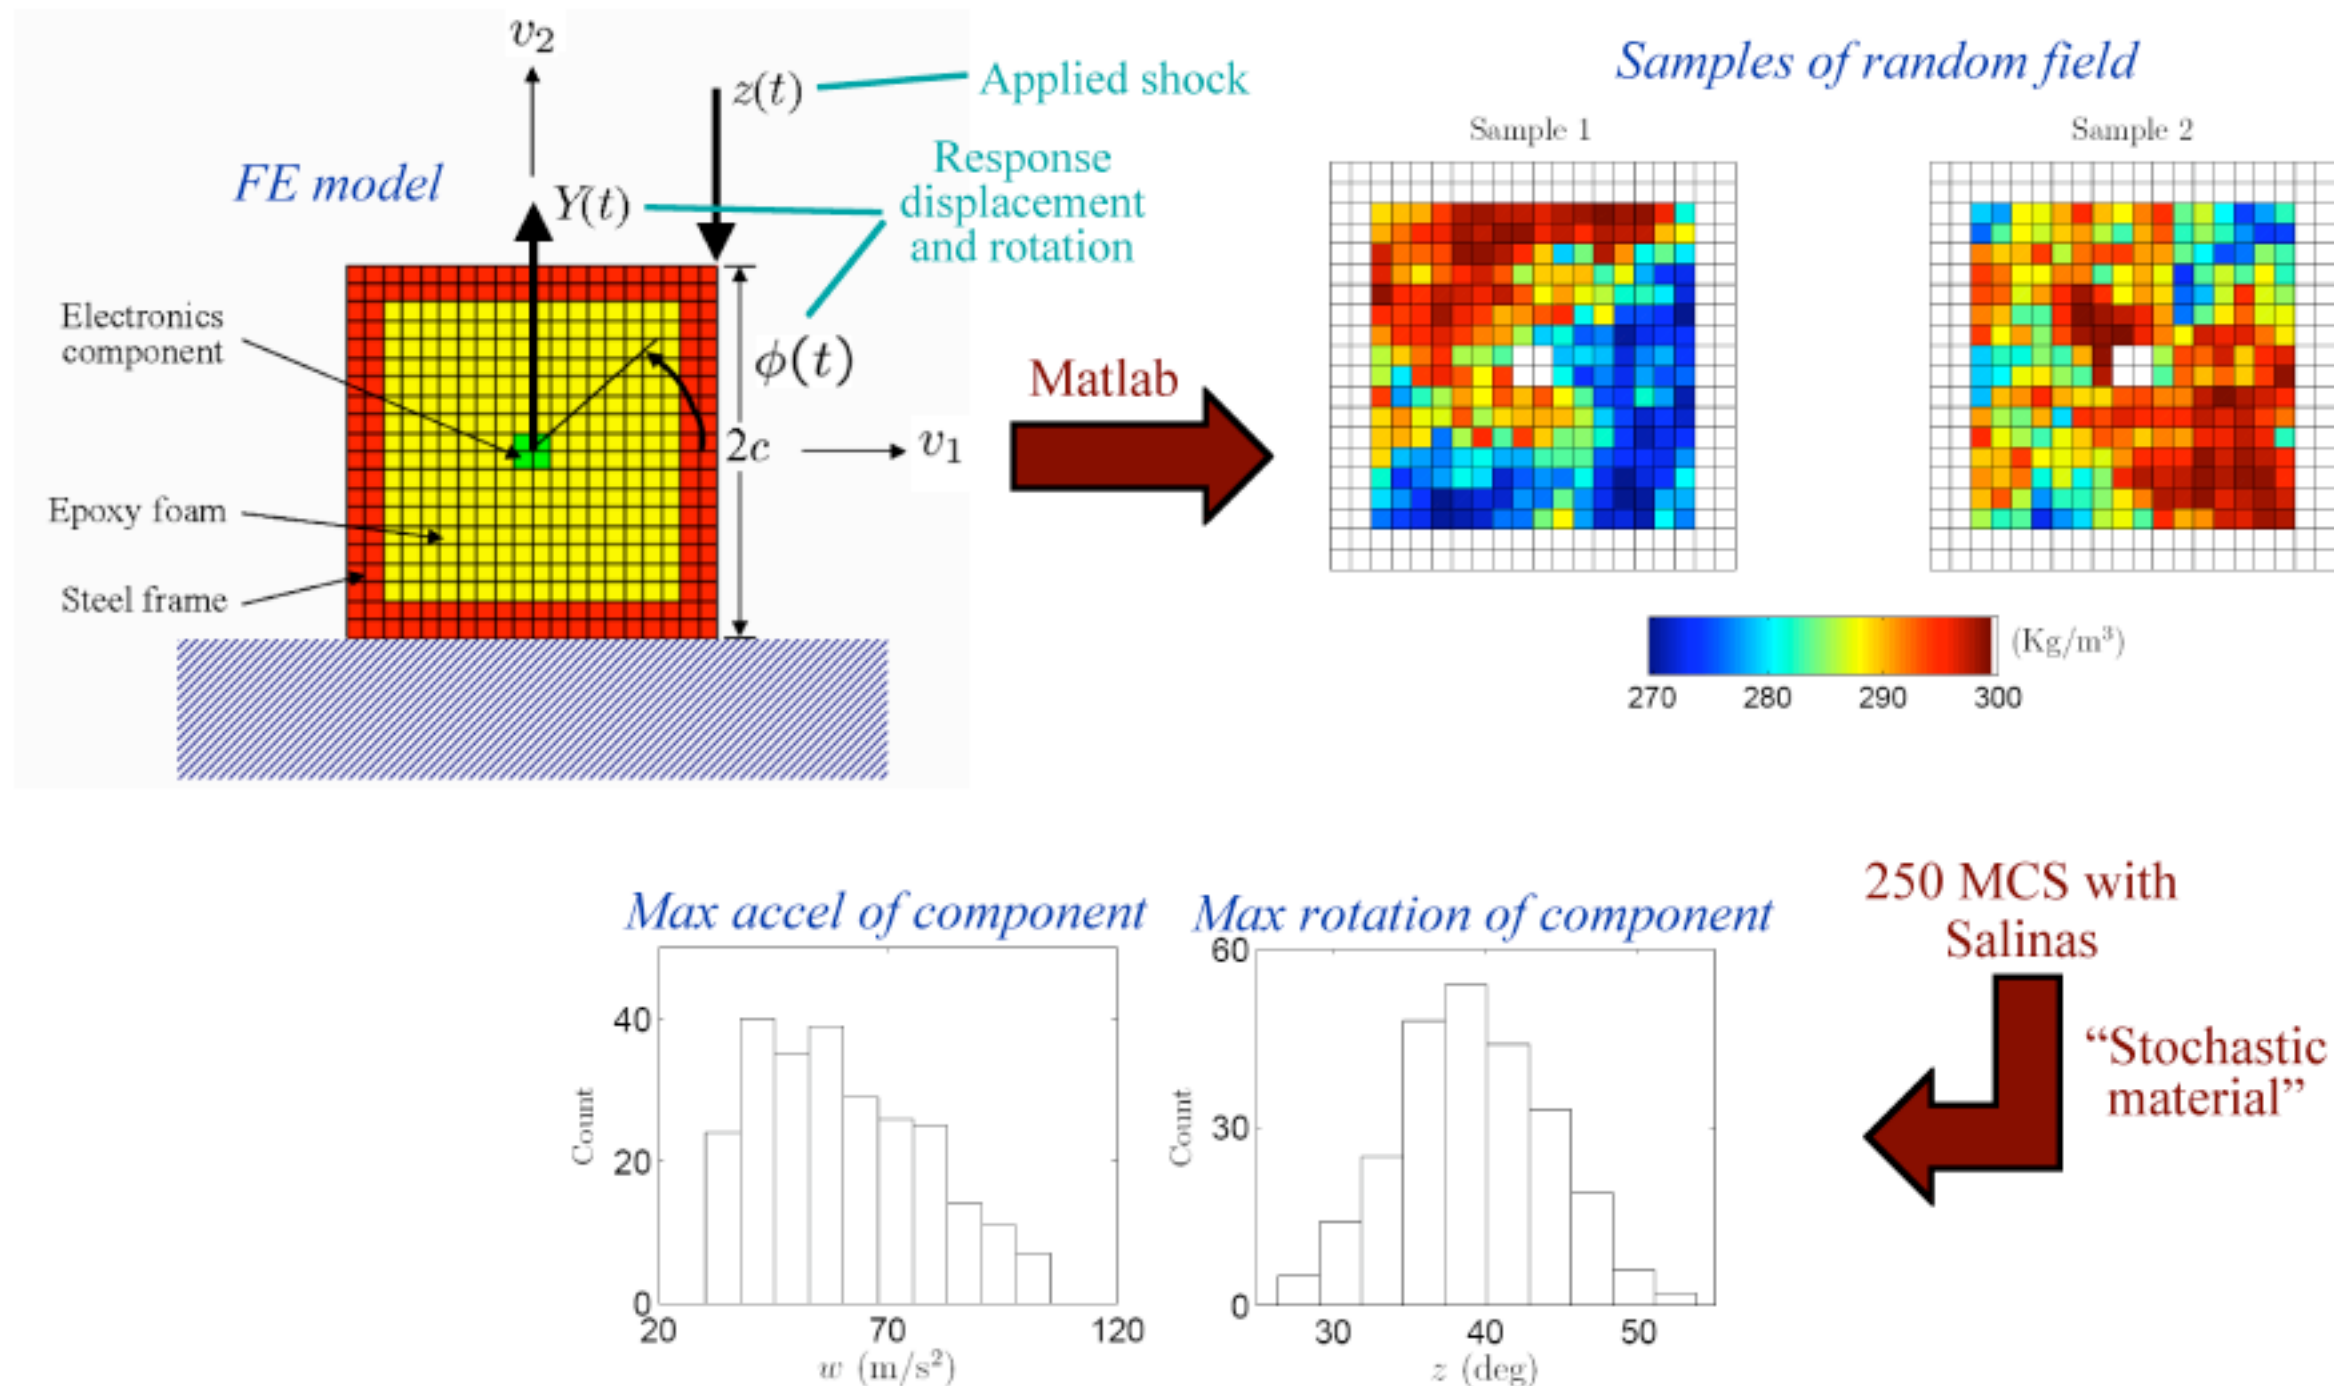 v₂
z(t)
Applied shock
FE model
Y(t)
Response
displacement
and rotation
Electronics
component
ϕ(t)
2c
v₁
Epoxy foam
Steel frame
Matlab
Samples of random field
Sample 1
Sample 2
(Kg/m³)
270 280 290 300
250 MCS with
Salinas
“Stochastic
material”
Max accel of component
40
20
0
Count
20 70 120
w (m/s²)
Max rotation of component
60
30
0
Count
30 40 50
z (deg)